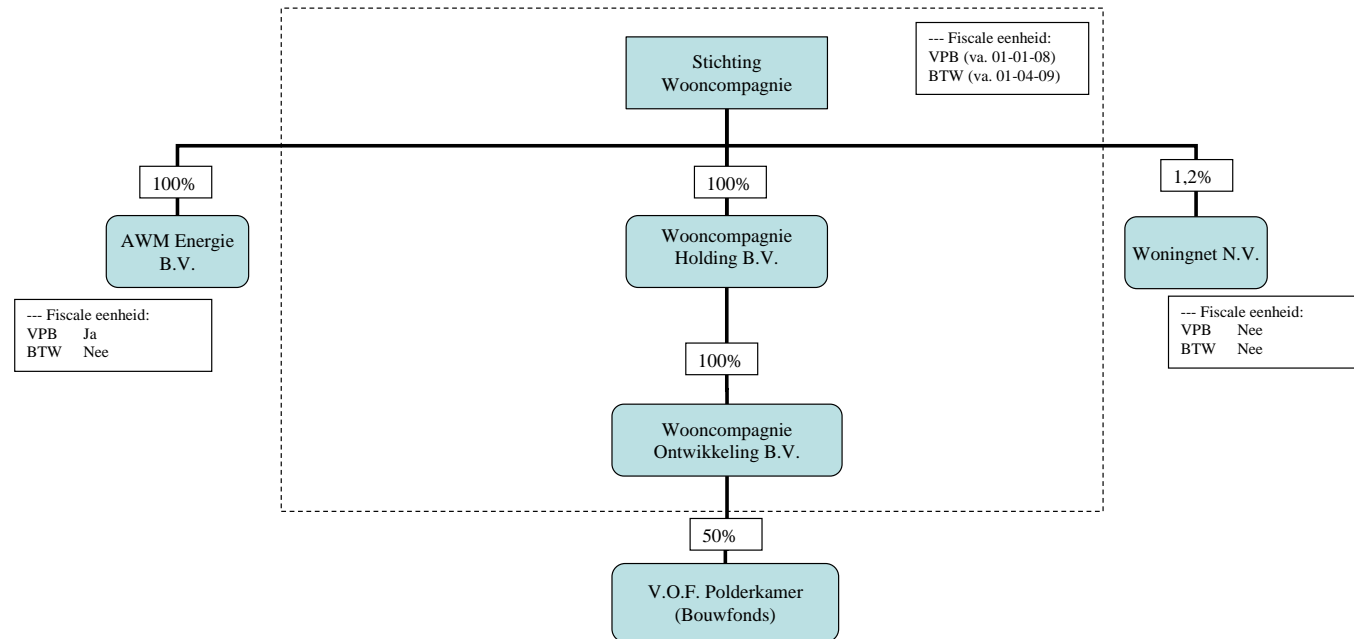 --- Fiscale eenheid:
VPB (va. 01-01-08)
BTW (va. 01-04-09)
Stichting
Wooncompagnie
100%
100%
1,2%
AWM Energie
B.V.
Wooncompagnie
Holding B.V.
Woningnet N.V.
--- Fiscale eenheid:
VPB Ja
BTW Nee
--- Fiscale eenheid:
VPB Nee
BTW Nee
100%
Wooncompagnie
Ontwikkeling B.V.
50%
V.O.F. Polderkamer
(Bouwfonds)